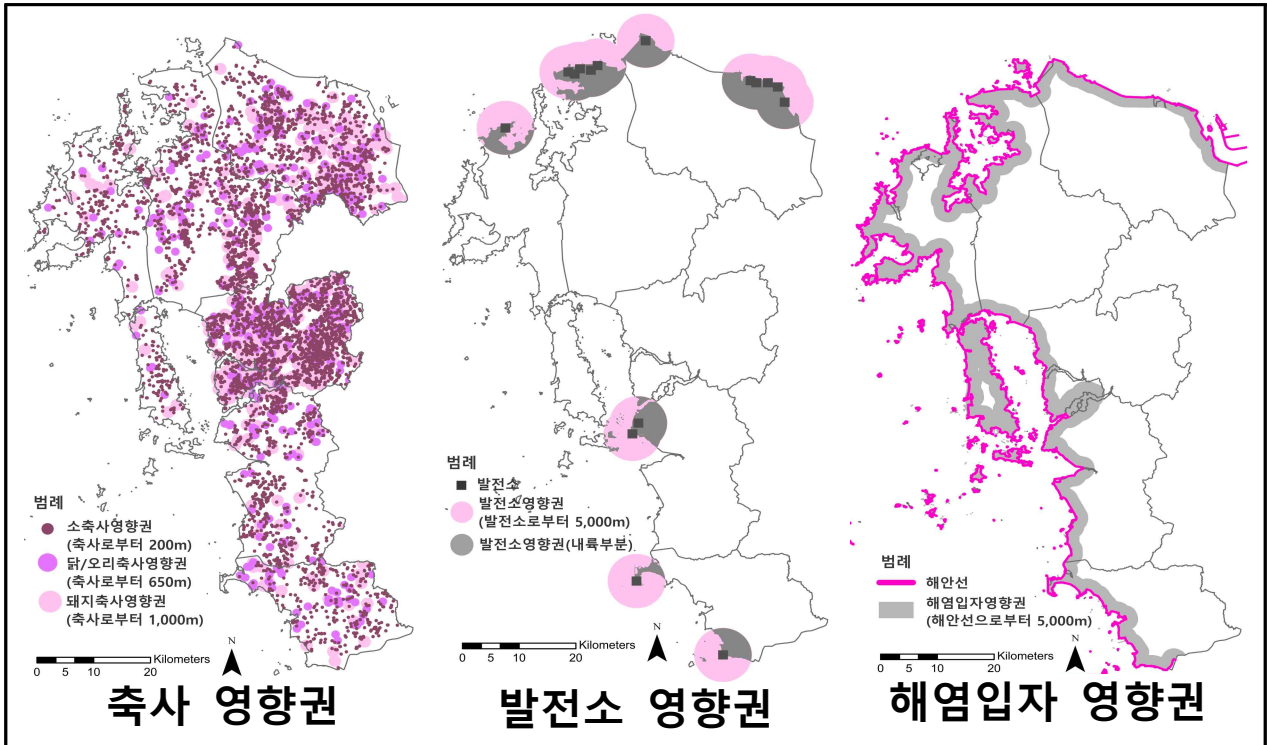 범례
소축사영향권
(축사로부터 200m)
닭/오리축사영향권
(축사로부터 650m)
돼지축사영향권
(축사로부터 1,000m)
N
Kilometers
0 5 10 20
축사 영향권
범례
발전소
발전소영향권
(발전소로부터 5,000m)
발전소영향권(내륙부분)
N
Kilometers
0 5 10 20
발전소 영향권
범례
해안선
해염입자영향권
(해안선으로부터 5,000m)
N
Kilometers
0 5 10 20
해염입자 영향권